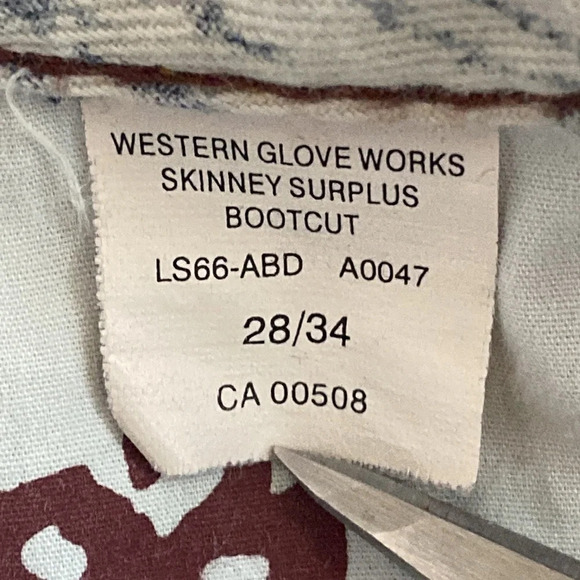 WESTERN GLOVE WORKS
SKINNEY SURPLUS
BOOTCUT
LS66-ABD A0047
28/34
CA 00508